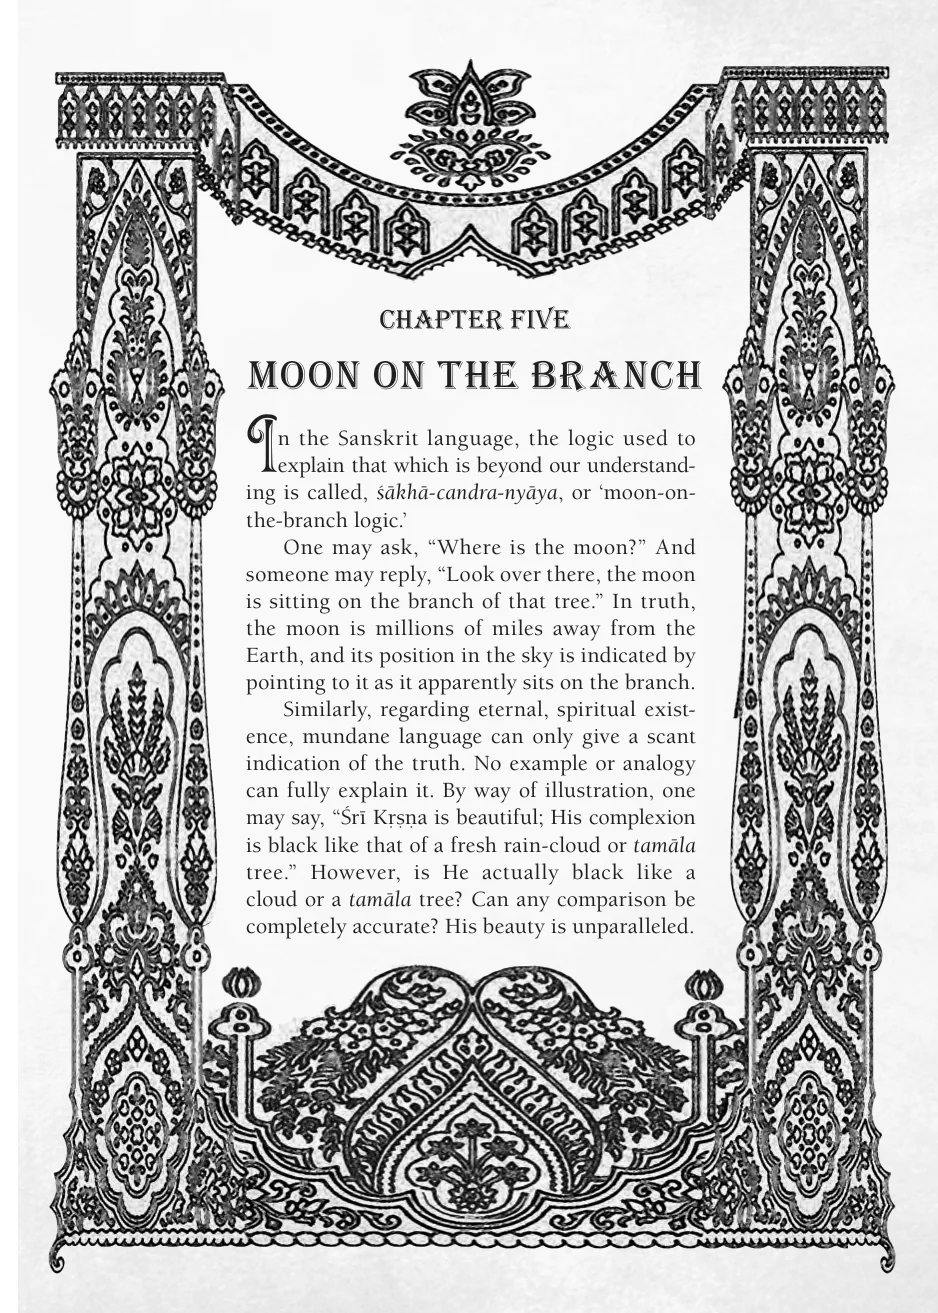 CHAPTER FIVE
MOON ON THE BRANCH
In the Sanskrit language, the logic used to
explain that which is beyond our understand-
ing is called, śākhā-candra-nyāya, or ‘moon-on-
the-branch logic.’
One may ask, “Where is the moon?” And
someone may reply, “Look over there, the moon
is sitting on the branch of that tree.” In truth,
the moon is millions of miles away from the
Earth, and its position in the sky is indicated by
pointing to it as it apparently sits on the branch.
Similarly, regarding eternal, spiritual exist-
ence, mundane language can only give a scant
indication of the truth. No example or analogy
can fully explain it. By way of illustration, one
may say, “Śrī Kṛṣṇa is beautiful; His complexion
is black like that of a fresh rain-cloud or tamāla
tree.” However, is He actually black like a
cloud or a tamāla tree? Can any comparison be
completely accurate? His beauty is unparalleled.